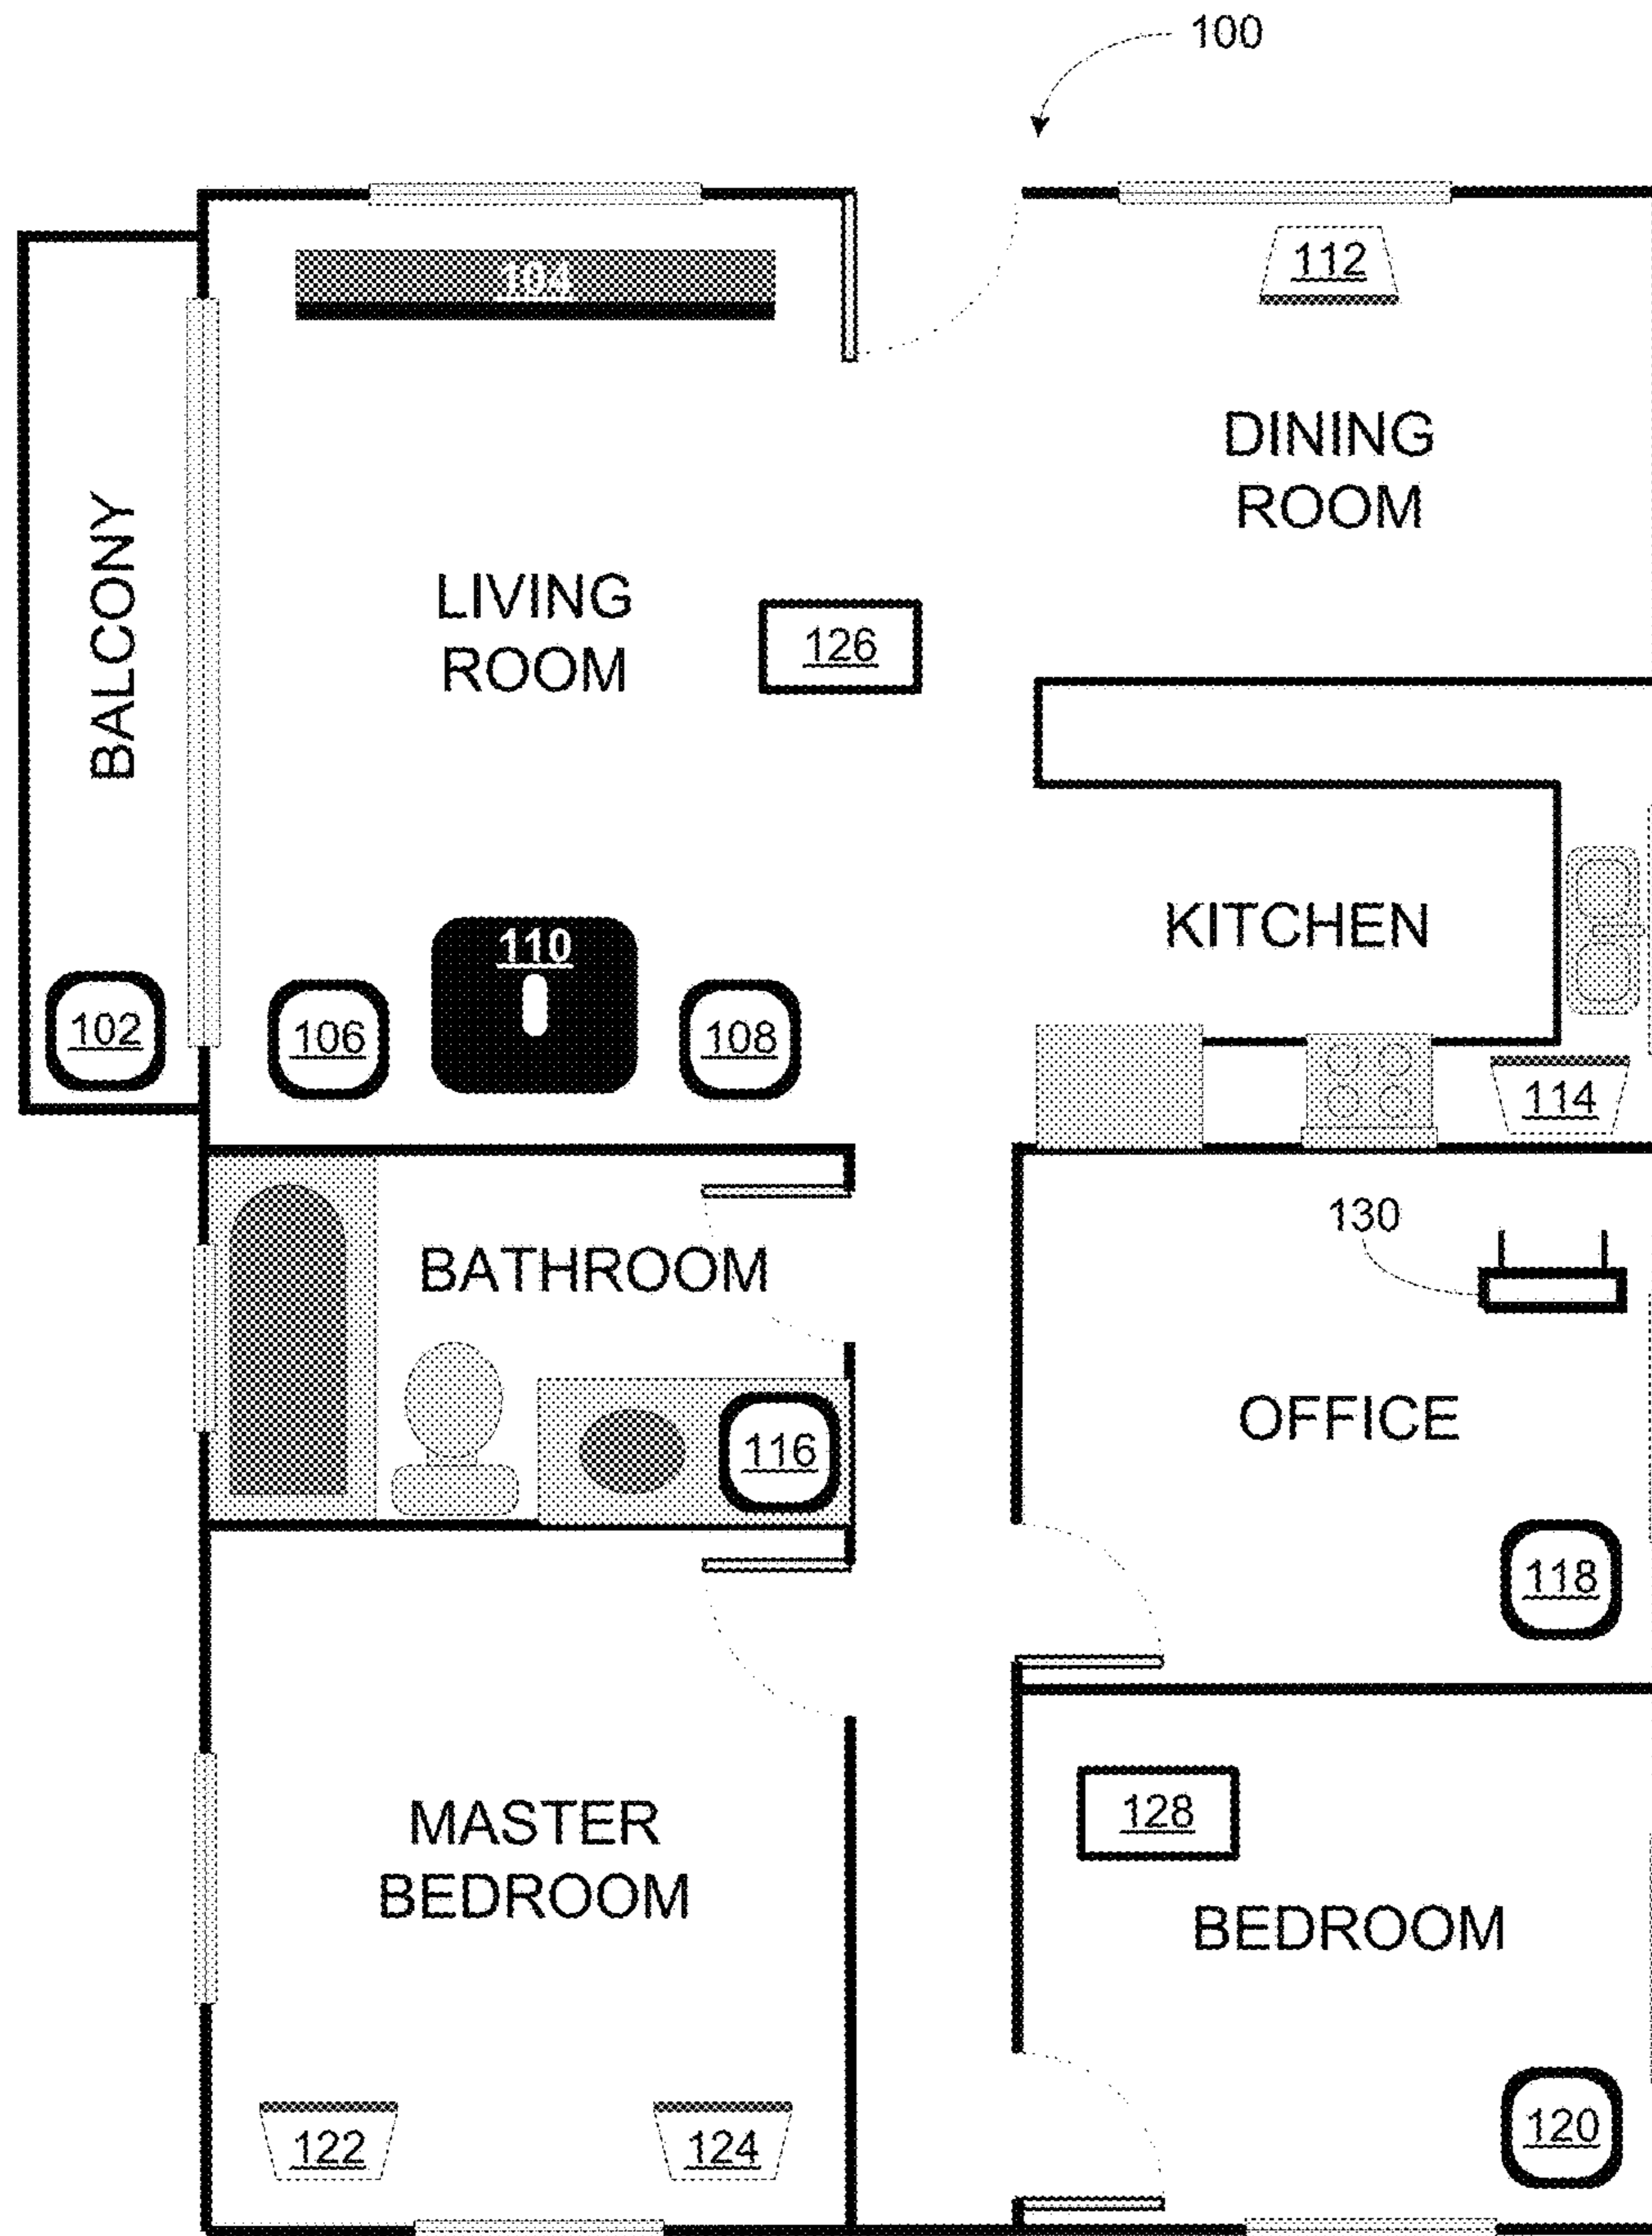 100
104
112
DINING
ROOM
BALCONY
LIVING
ROOM
126
110
KITCHEN
102
106
108
114
130
BATHROOM
OFFICE
116
118
MASTER
BEDROOM
128
BEDROOM
122
124
120